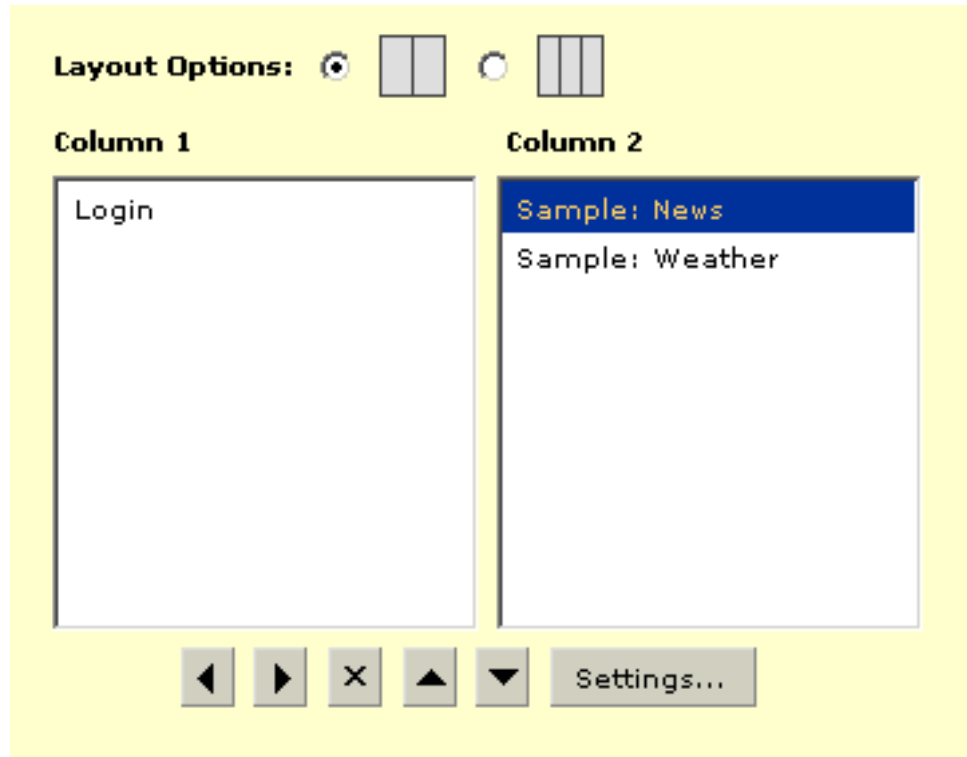 Layout Options:
Column 1 Column 2
Login Sample: News
Sample: Weather
Settings...